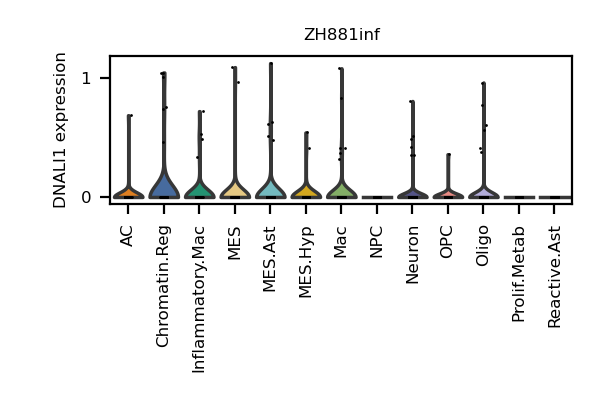 ZH881inf
DNALI1 expression
1
0
AC
Chromatin.Reg
Inflammatory.Mac
MES
MES.Ast
MES.Hyp
Mac
NPC
Neuron
OPC
Oligo
Prolif.Metab
Reactive.Ast